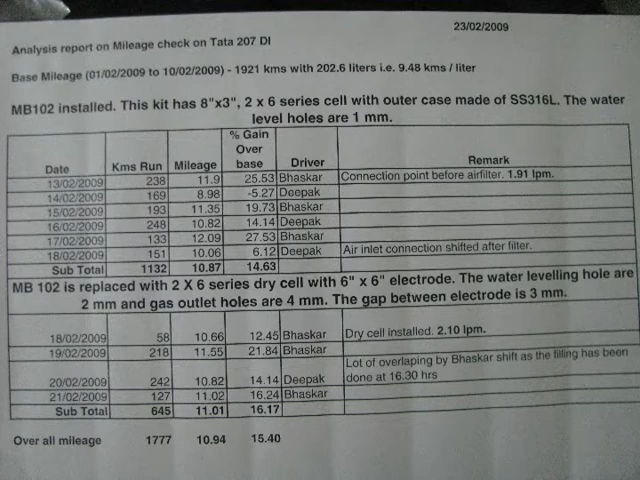 23/02/2009
Analysis report on Mileage check on Tata 207 DI
Base Mileage (01/02/2009 to 10/02/2009) - 1921 kms with 202.6 liters i.e. 9.48 kms / liter
MB102 installed. This kit has 8"x3", 2 x 6 series cell with outer case made of SS316L. The water
level holes are 1 mm.
Date Kms Run Mileage % Gain Over base Driver Remark
13/02/2009 238 11.9 25.53 Bhaskar Connection point before airfilter. 1.91 lpm.
14/02/2009 169 8.98 -5.27 Deepak
15/02/2009 193 11.35 19.73 Bhaskar
16/02/2009 248 10.82 14.14 Deepak
17/02/2009 133 12.09 27.53 Bhaskar
18/02/2009 151 10.06 6.12 Deepak Air inlet connection shifted after filter.
Sub Total 1132 10.87 14.63
MB 102 is replaced with 2 X 6 series dry cell with 6" x 6" electrode. The water levelling hole are
2 mm and gas outlet holes are 4 mm. The gap between electrode is 3 mm.
18/02/2009 58 10.66 12.45 Bhaskar Dry cell installed. 2.10 lpm.
19/02/2009 218 11.55 21.84 Bhaskar
20/02/2009 242 10.82 14.14 Deepak Lot of overlaping by Bhaskar shift as the filling has been done at 16.30 hrs
21/02/2009 127 11.02 16.24 Bhaskar
Sub Total 645 11.01 16.17
Over all mileage 1777 10.94 15.40